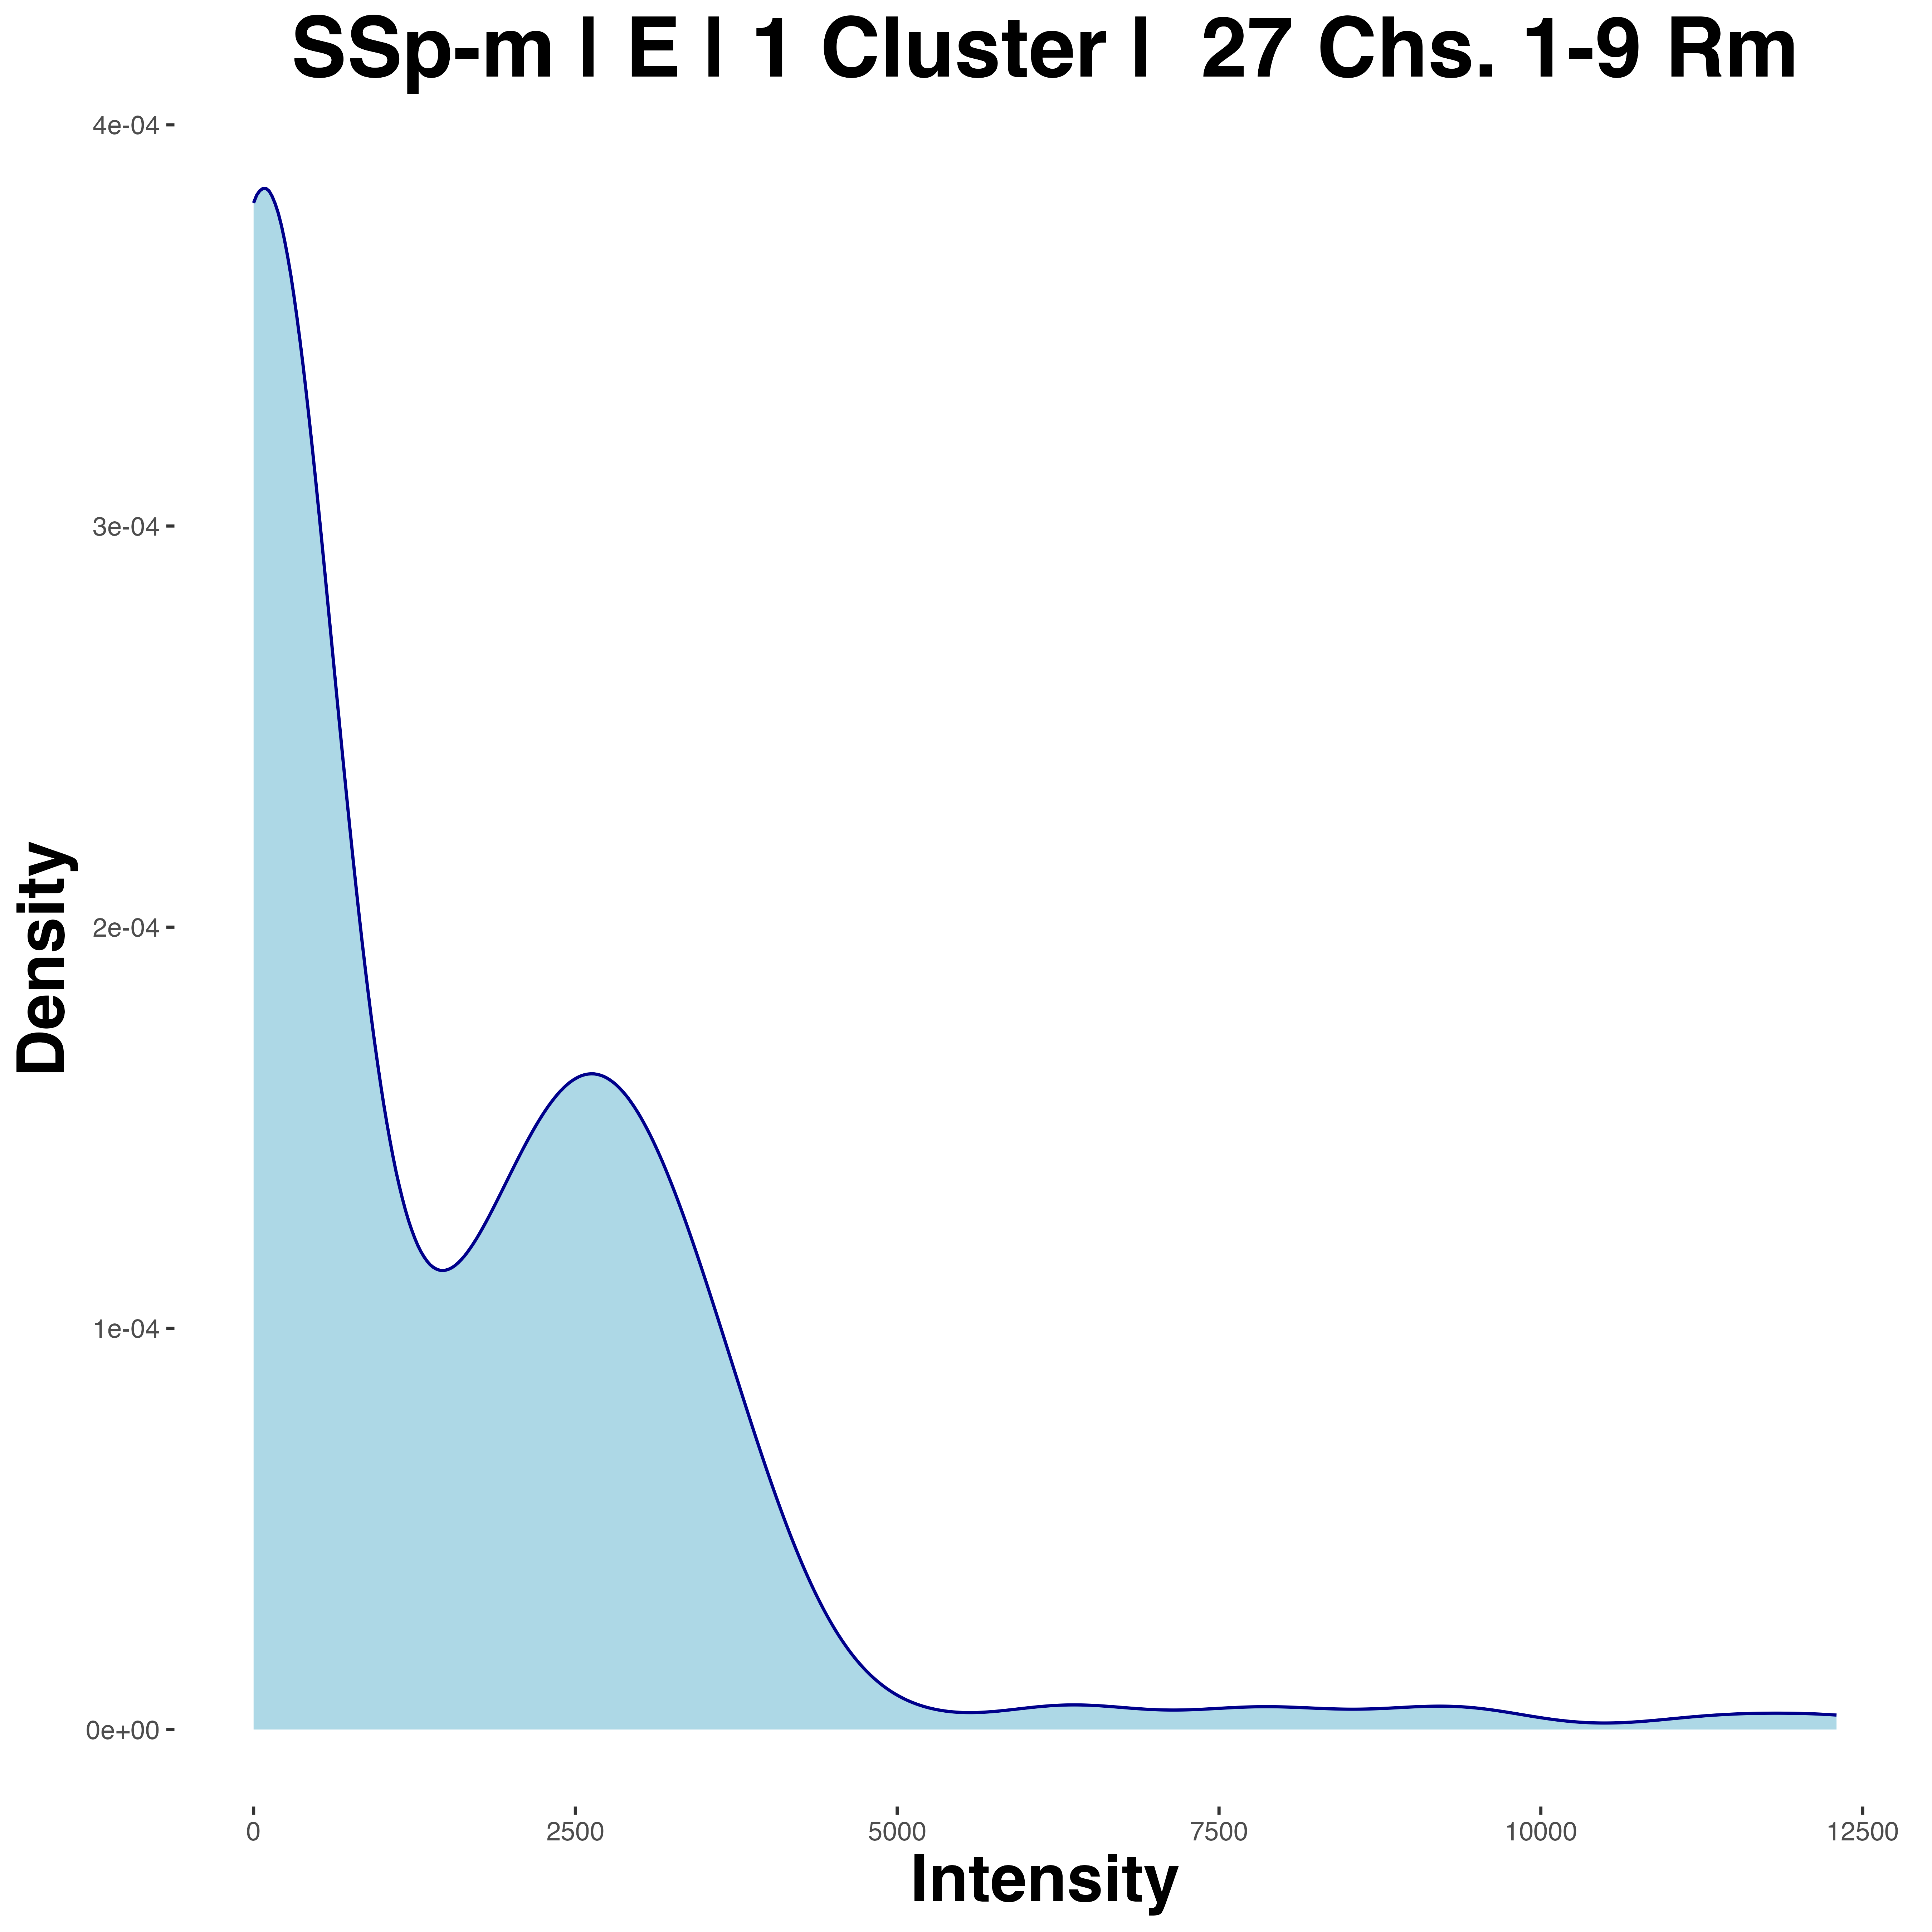 SSp-m | E | 1 Cluster |  27 Chs. 1-9 Rm
4e-04
3e-04
2e-04
1e-04
0e+00
Density
0 2500 5000 7500 10000 12500
Intensity